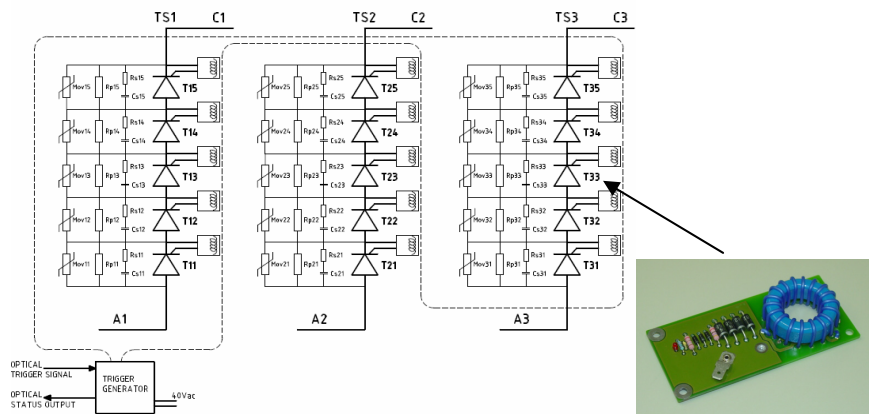 TS1 C1 TS2 C2 TS3 C3
Mov15 Rp15 Rs15 Cs15 T15 Mov25 Rp25 Rs25 Cs25 T25 Mov35 Rp35 Rs35 Cs35 T35
Mov14 Rp14 Rs14 Cs14 T14 Mov24 Rp24 Rs24 Cs24 T24 Mov34 Rp34 Rs34 Cs34 T34
Mov13 Rp13 Rs13 Cs13 T13 Mov23 Rp23 Rs23 Cs23 T23 Mov33 Rp33 Rs33 Cs33 T33
Mov12 Rp12 Rs12 Cs12 T12 Mov22 Rp22 Rs22 Cs22 T22 Mov32 Rp32 Rs32 Cs32 T32
Mov11 Rp11 Rs11 Cs11 T11 Mov21 Rp21 Rs21 Cs21 T21 Mov31 Rp31 Rs31 Cs31 T31
A1 A2 A3
OPTICAL
TRIGGER SIGNAL
OPTICAL
STATUS OUTPUT
TRIGGER
GENERATOR
40Vac